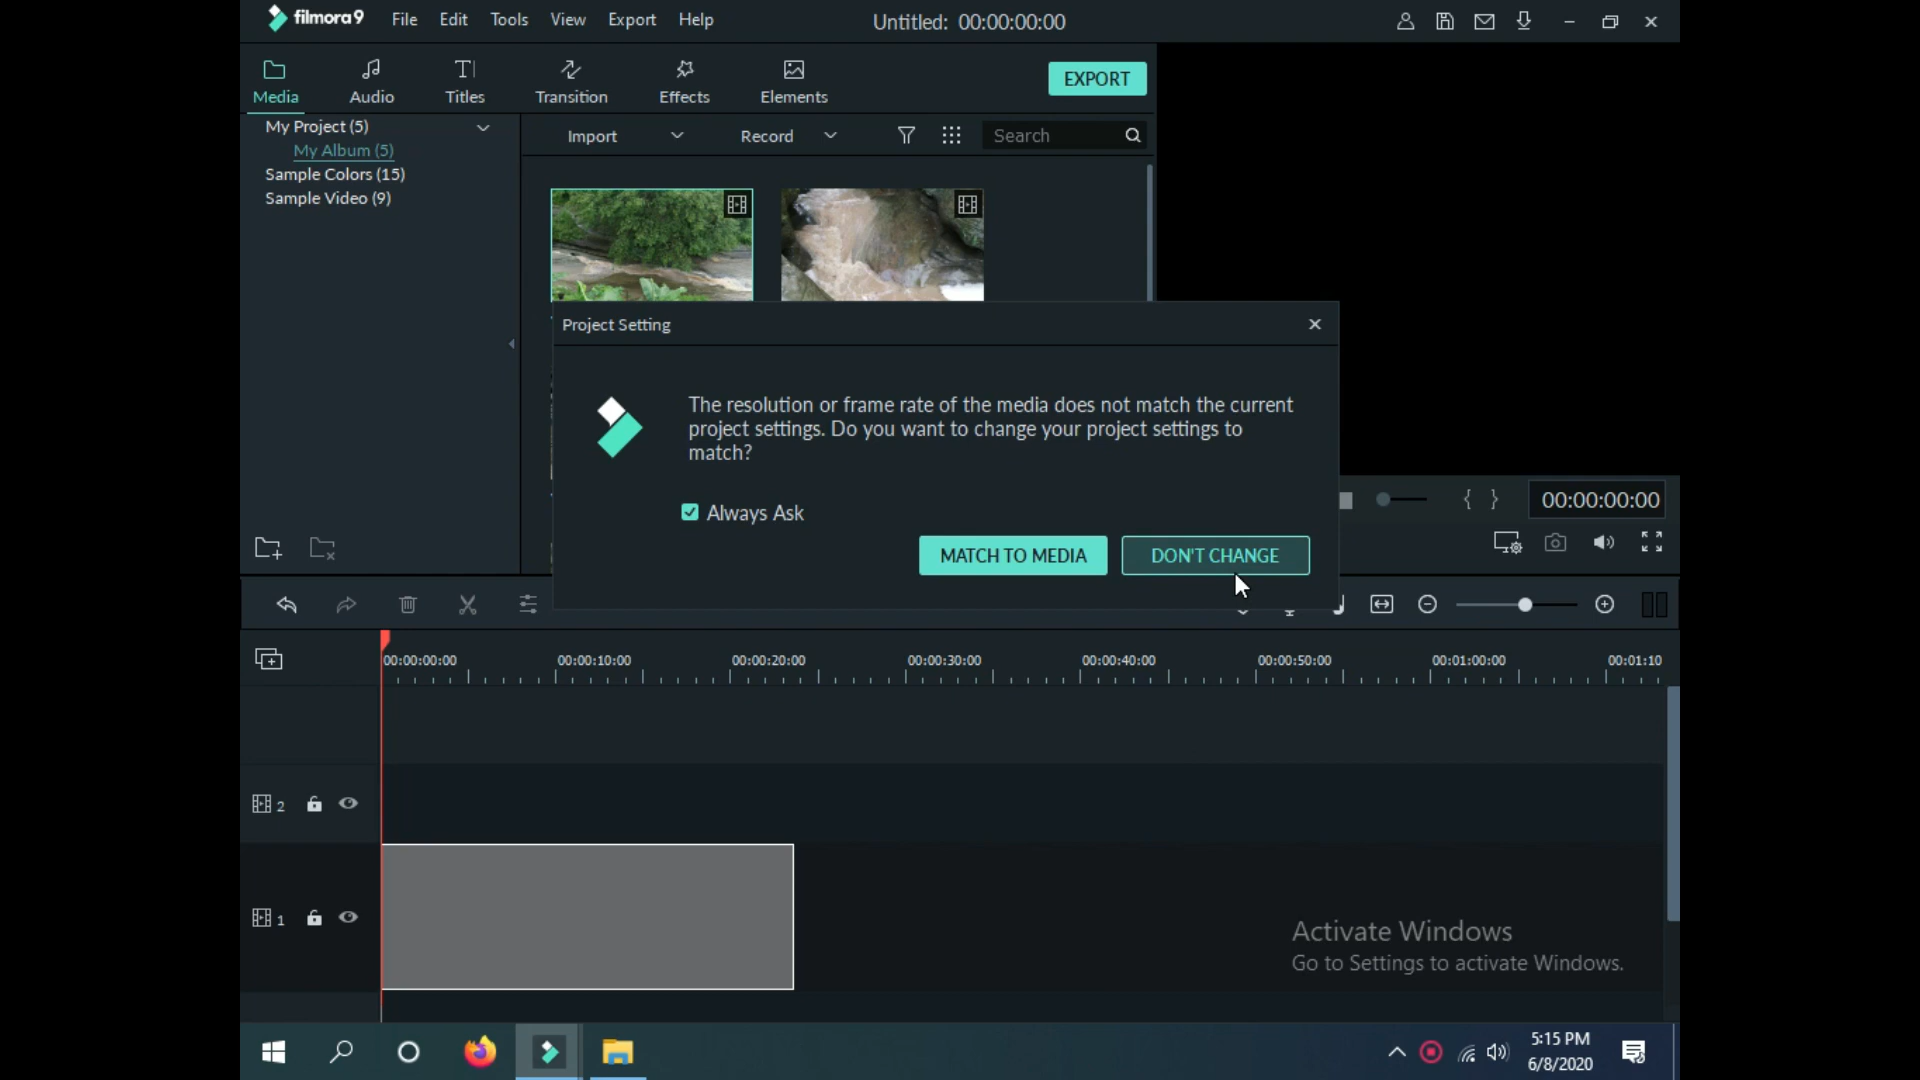 filmora9 File Edit Tools View Export Help Untitled: 00:00:00:00
Media Audio Titles Transition Effects Elements EXPORT
My Project (5)
My Album (5)
Sample Colors (15)
Sample Video (9)
Import Record Search
Project Setting
The resolution or frame rate of the media does not match the current
project settings. Do you want to change your project settings to
match?
Always Ask
MATCH TO MEDIA DON'T CHANGE
{ } 00:00:00:00
00:00:00:00 00:00:10:00 00:00:20:00 00:00:30:00 00:00:40:00 00:00:50:00 00:01:00:00 00:01:10
2
1
Activate Windows
Go to Settings to activate Windows.
5:15 PM
6/8/2020